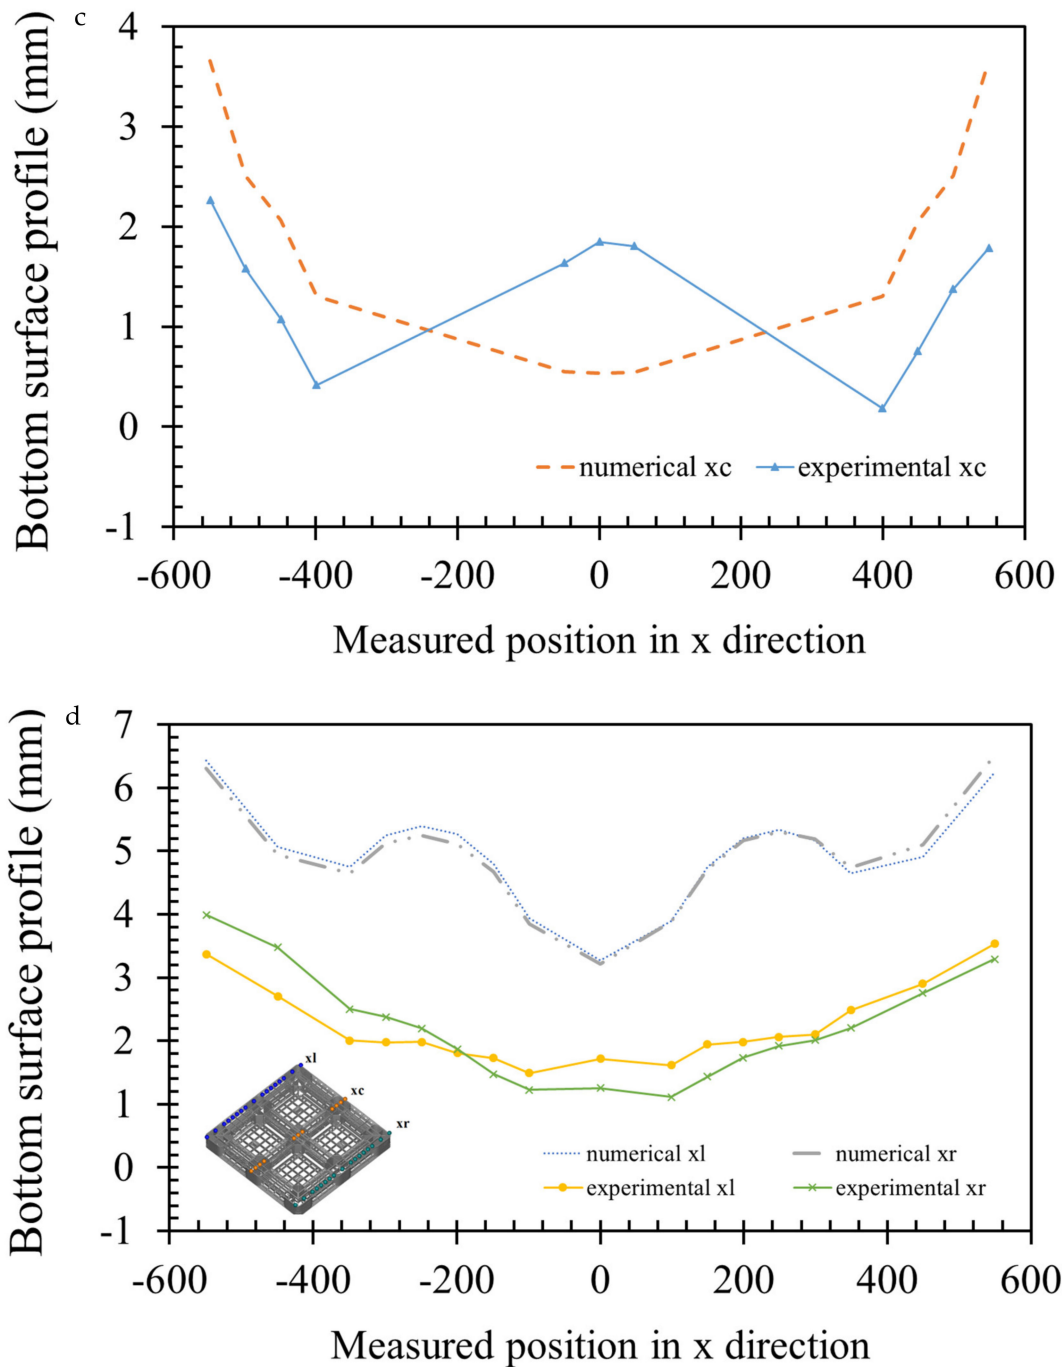 c
Bottom surface profile (mm)
4
3
2
1
0
-1
numerical xc experimental xc
-600 -400 -200 0 200 400 600
Measured position in x direction
d
Bottom surface profile (mm)
7
6
5
4
3
2
1
0
-1
xl
xc
xr
numerical xl numerical xr
experimental xl experimental xr
-600 -400 -200 0 200 400 600
Measured position in x direction